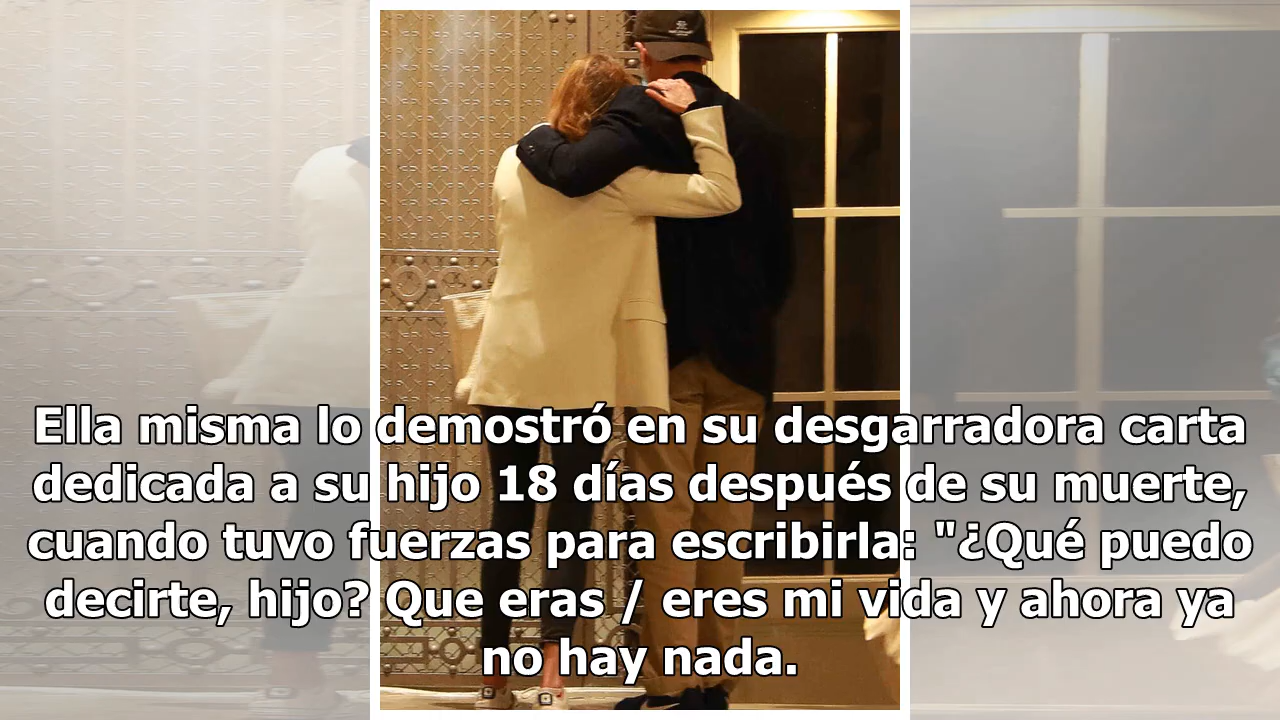 Ella misma lo demostró en su desgarradora carta
dedicada a su hijo 18 días después de su muerte,
cuando tuvo fuerzas para escribirla: "¿Qué puedo
decirte, hijo? Que eras / eres mi vida y ahora ya
no hay nada.